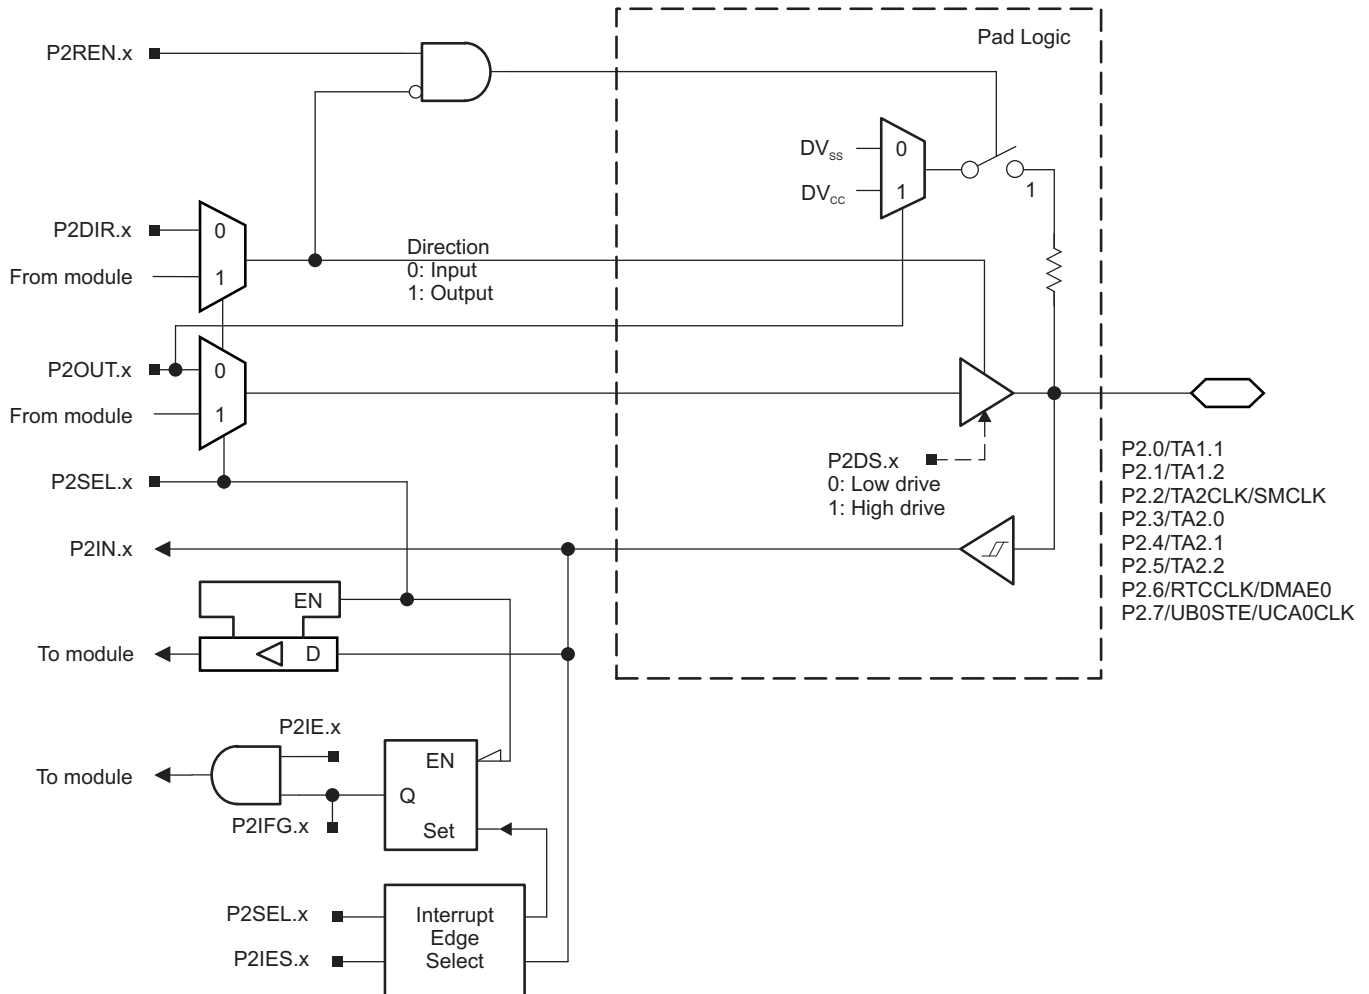 Pad Logic
P2REN.x
DVSS
0
DVCC
1
1
P2DIR.x
0
From module
1
Direction
0: Input
1: Output
P2OUT.x
0
From module
1
P2SEL.x
P2DS.x
0: Low drive
1: High drive
P2.0/TA1.1
P2.1/TA1.2
P2.2/TA2CLK/SMCLK
P2.3/TA2.0
P2.4/TA2.1
P2.5/TA2.2
P2.6/RTCCLK/DMAE0
P2.7/UB0STE/UCA0CLK
P2IN.x
EN
To module
D
P2IE.x
EN
To module
Q
P2IFG.x
Set
P2SEL.x
Interrupt
Edge
Select
P2IES.x